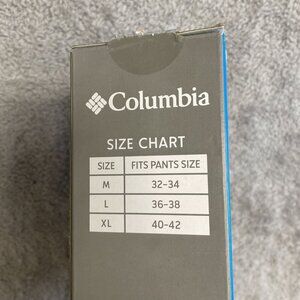 Columbia
SIZE CHART
SIZE FITS PANTS SIZE
M 32-34
L 36-38
XL 40-42